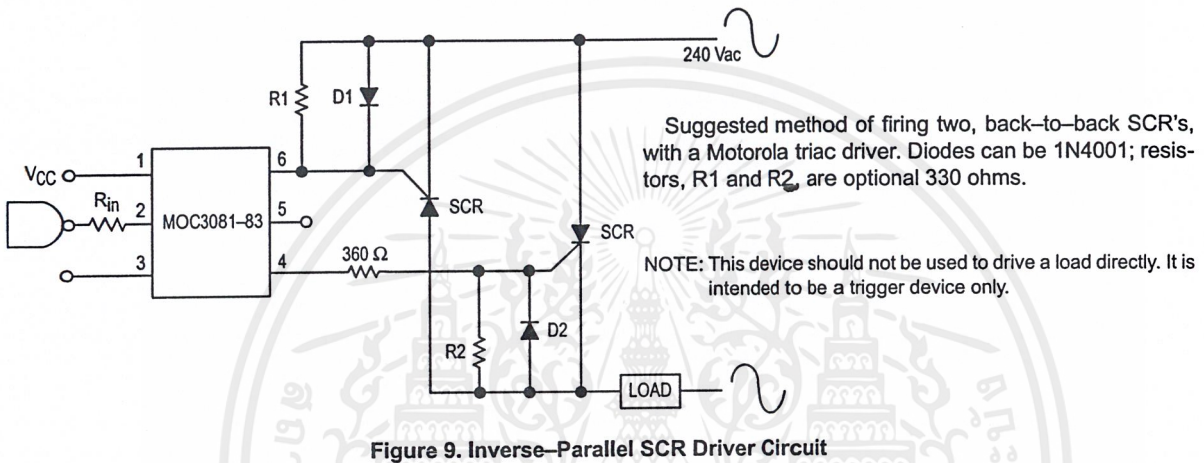 240 Vac
R1
D1
Suggested method of firing two, back–to–back SCR's,
with a Motorola triac driver. Diodes can be 1N4001; resis-
tors, R1 and R2, are optional 330 ohms.
VCC
1
6
Rin
2
MOC3081–83
5
SCR
SCR
3
4
360 Ω
NOTE: This device should not be used to drive a load directly. It is
intended to be a trigger device only.
R2
D2
LOAD
Figure 9. Inverse–Parallel SCR Driver Circuit